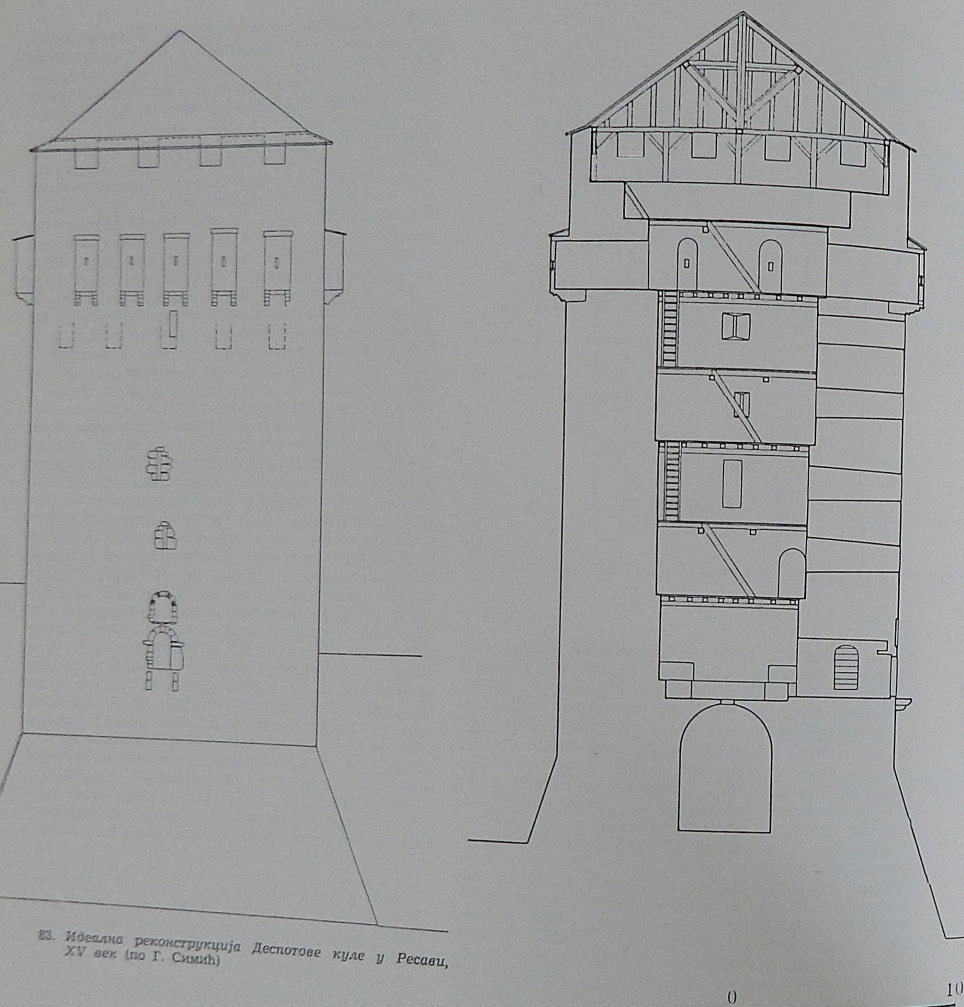 83. Идеална реконструкција Деспотове куле у Ресави,
XV век (по Г. Симић)
0 10